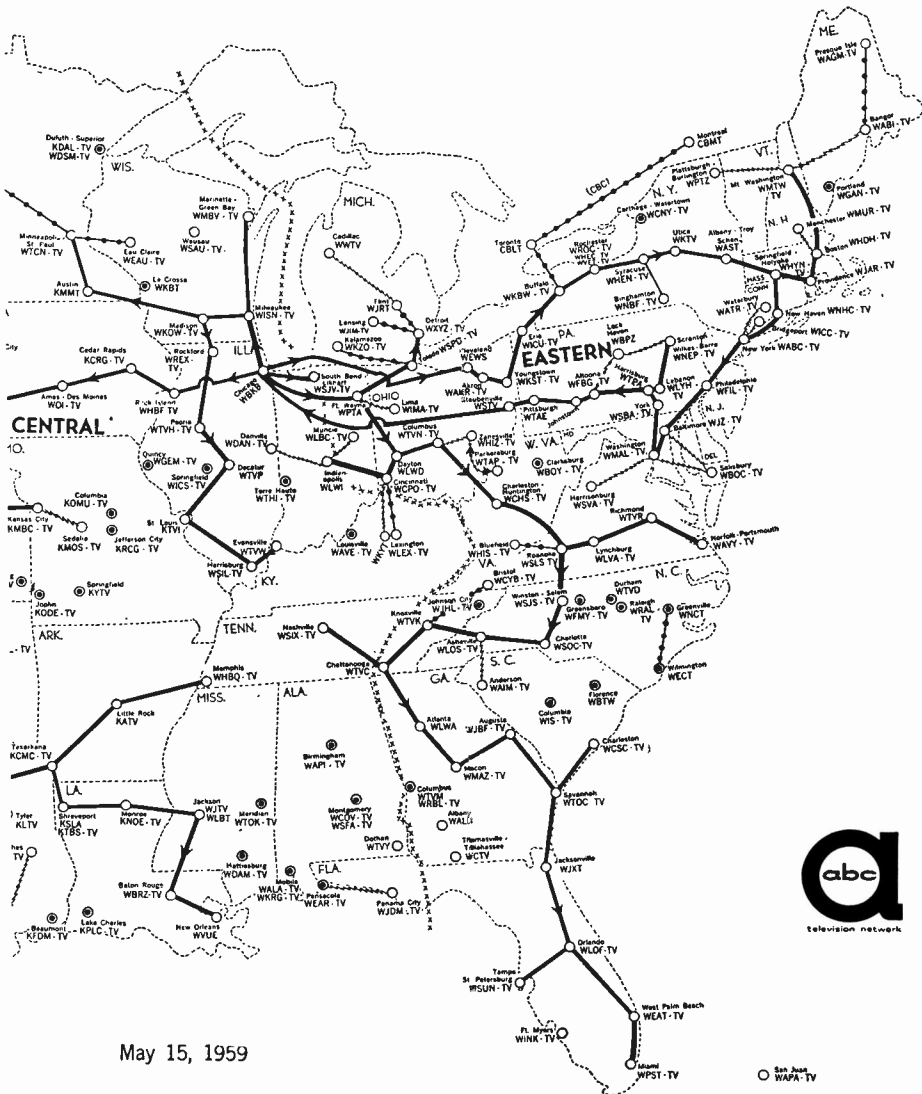 ME.
Presque Isle
WAGM-TV
Bangor
WABI-TV
Montreal
CBMT
(CBC)
VT.
Plattsburgh
Burlington
WPTZ
Mt Washington
WMTW
TV
Portland
WGAN-TV
N. Y.
Carthage-Watertown
WCNY-TV
N. H
Manchester
WMUR-TV
Duluth-Superior
KDAL-TV
WDSM-TV
WIS.
Marinette-
Green Bay
WMBV-TV
MICH.
Wausau
WSAU-TV
Cadillac
WWTV
Minneapolis
St Paul
WTCN-TV
Eau Claire
WEAU-TV
La Crosse
WKBT
Austin
KMMT
Toronto
CBLT
Rochester
WROC-TV
WHEC-TV
WVET-TV
Utica
WKTV
Albany-Troy
Schen
WAST
Syracuse
WHEN-TV
Springfield
Holyoke
WHYN-TV
Boston
WHDH-TV
MASS
CONN
Providence
WJAR-TV
Buffalo
WKBW-TV
Binghamton
WNBF-TV
Waterbury
WATR-TV
New Haven
WNHC-TV
Bridgeport
WICC-TV
New York
WABC-TV
Flint
WJRT
Lansing
WJIM-TV
Detroit
WXYZ-TV
Kalamazoo
WKZO-TV
Toledo
WSPD-TV
Milwaukee
WISN-TV
Madison
WKOW-TV
Rockford
WREX-TV
ILL.
Chicago
WBKB
South Bend
Elkhart
WSJV-TV
Cleveland
WEWS
WICU-TV
PA.
EASTERN
Lock
Haven
WBPZ
Scranton
Wilkes-Barre
WNEP-TV
Youngstown
WKST-TV
Akron
WAKR-TV
Altoona
WFBG-TV
Harrisburg
WTPA
Lebanon
WLYH-TV
Philadelphia
WFIL-TV
City
Cedar Rapids
KCRG-TV
Ames-Des Moines
WOI-TV
Rock Island
WHBF-TV
CENTRAL
Ft. Wayne
WPTA
OHIO
Lima
WIMA-TV
Steubenville
WSTV
Pittsburgh
WTAE
Johnstown
York
WSBA-TV
N. J.
Baltimore
WJZ-TV
Peoria
WTVH-TV
Danville
WDAN-TV
Muncie
WLBC-TV
Columbus
WTVN-TV
Zanesville
WHIZ-TV
Parkersburg
WTAP-TV
W. VA.
MD
Clarksburg
WBOY-TV
Washington
WMAL-TV
DEL
Salisbury
WBOC-TV
MO.
Quincy
WGEM-TV
Springfield
WICS-TV
Decatur
WTVP
Terre Haute
WTHI-TV
Indian-
apolis
WLWI
Dayton
WLWD
Cincinnati
WCPO-TV
Charleston
Huntington
WCHS-TV
Harrisonburg
WSVA-TV
Richmond
WTVR
Kansas City
KMBC-TV
Columbia
KOMU-TV
Jefferson City
KRCG-TV
Sedalia
KMOS-TV
St Louis
KTVI
Evansville
WTVW
Harrisburg
WSIL-TV
KY.
Louisville
WAVE-TV
Lexington
WLEX-TV
Bluefield
WHIS-TV
VA.
Roanoke
WSLS-TV
Lynchburg
WLVA-TV
Norfolk-Portsmouth
WAVY-TV
Springfield
KYTV
Joplin
KODE-TV
Bristol
WCYB-TV
Johnson City
WJHL-TV
Knoxville
WTVK
Winston-Salem
WSJS-TV
Greensboro
WFMY-TV
Durham
WTVD
Raleigh
WRAL
TV
N. C.
Greenville
WNCT
Wilmington
WECT
ARK.
TENN.
Nashville
WSIX-TV
Asheville
WLOS-TV
Charlotte
WSOC-TV
Chattanooga
WTVC
Memphis
WHBQ-TV
MISS.
ALA.
GA.
S. C.
Anderson
WAIM-TV
Florence
WBTW
Columbia
WIS-TV
Little Rock
KATV
Atlanta
WLWA
Augusta
WJBF-TV
Charleston
WCSC-TV
Texarkana
KCMC-TV
Birmingham
WAPI-TV
Macon
WMAZ-TV
Savannah
WTOC-TV
LA.
Tyler
KLTV
Shreveport
KSLA
KTBS-TV
Monroe
KNOE-TV
Jackson
WJTV
WLBT
Meridian
WTOK-TV
Montgomery
WCOV-TV
WSFA-TV
Columbus
WTVM
WRBL-TV
Albany
WALB
Dothan
WTVY
Thomasville-
Tallahassee
WCTV
Jacksonville
WJXT
Hattiesburg
WDAM-TV
Mobile
WALA-TV
WKRG-TV
FLA.
Pensacola
WEAR-TV
Panama City
WJDM-TV
Baton Rouge
WBRZ-TV
New Orleans
WVUE
Beaumont
KFDM-TV
Lake Charles
KPLC-TV
abc
television network
Orlando
WLOF-TV
Tampa
St Petersburg
WSUN-TV
West Palm Beach
WEAT-TV
Ft. Myers
WINK-TV
Miami
WPST-TV
San Juan
WAPA-TV
May 15, 1959